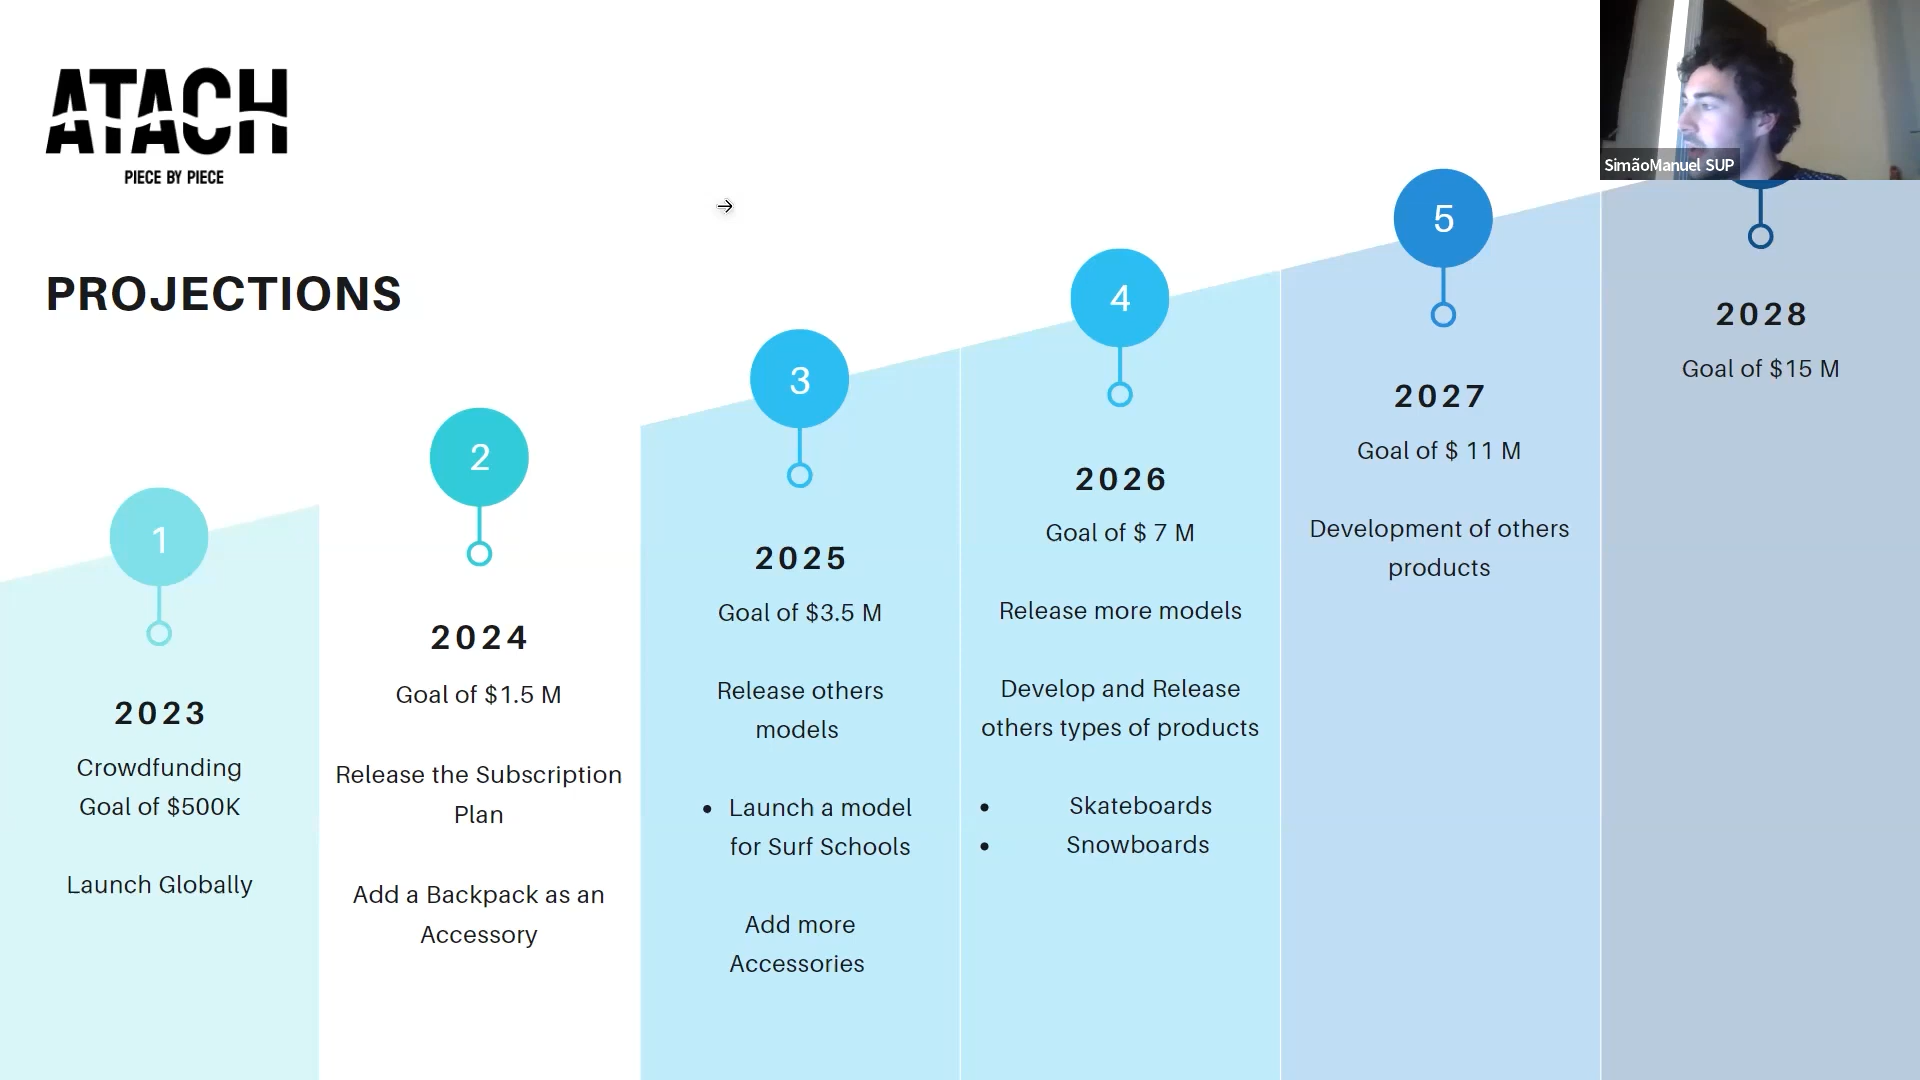 ATACH
PIECE BY PIECE
PROJECTIONS
1
2023
Crowdfunding
Goal of $500K
Launch Globally
2
2024
Goal of $1.5 M
Release the Subscription
Plan
Add a Backpack as an
Accessory
3
2025
Goal of $3.5 M
Release others
models
• Launch a model
for Surf Schools
Add more
Accessories
4
2026
Goal of $ 7 M
Release more models
Develop and Release
others types of products
• Skateboards
• Snowboards
5
2027
Goal of $ 11 M
Development of others
products
SimãoManuel SUP
2028
Goal of $15 M